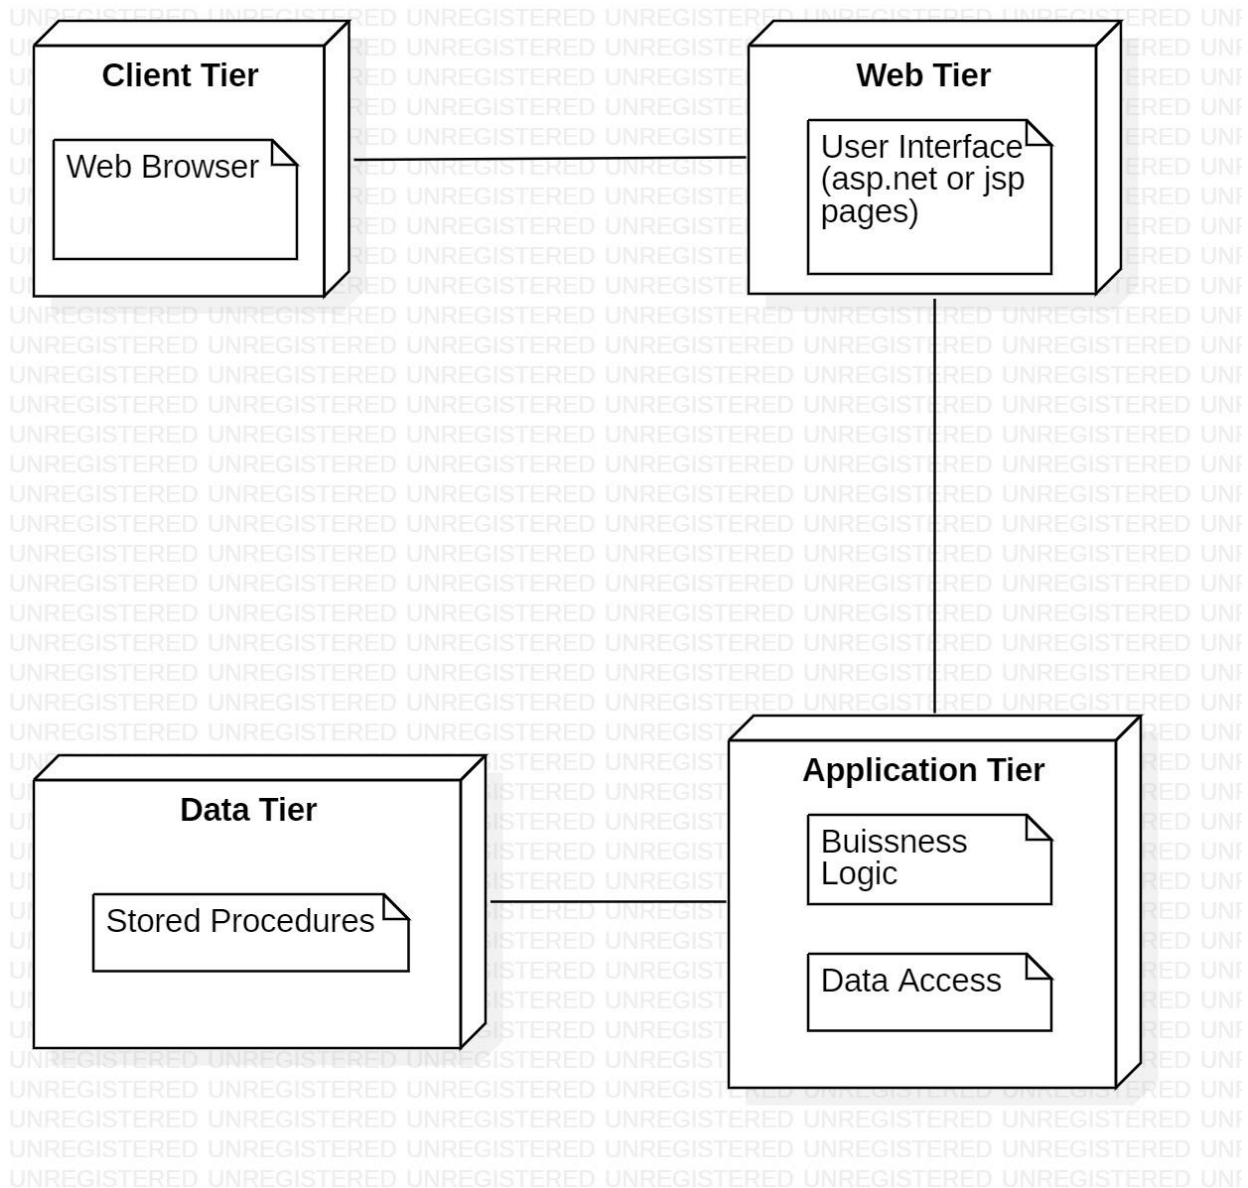 Client Tier
Web Browser
Web Tier
User Interface
(asp.net or jsp
pages)
Data Tier
Stored Procedures
Application Tier
Buissness
Logic
Data Access
UNREGISTERED